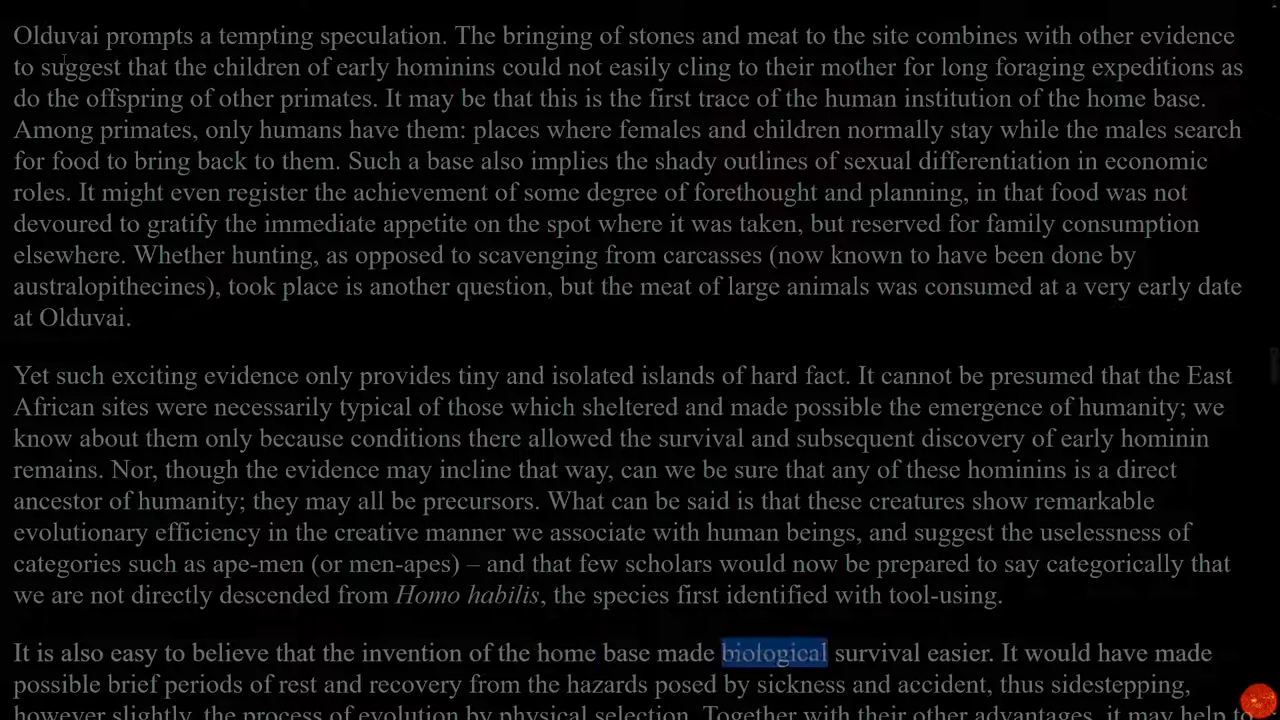 Olduvai prompts a tempting speculation. The bringing of stones and meat to the site combines with other evidence
to suggest that the children of early hominins could not easily cling to their mother for long foraging expeditions as
do the offspring of other primates. It may be that this is the first trace of the human institution of the home base.
Among primates, only humans have them: places where females and children normally stay while the males search
for food to bring back to them. Such a base also implies the shady outlines of sexual differentiation in economic
roles. It might even register the achievement of some degree of forethought and planning, in that food was not
devoured to gratify the immediate appetite on the spot where it was taken, but reserved for family consumption
elsewhere. Whether hunting, as opposed to scavenging from carcasses (now known to have been done by
australopithecines), took place is another question, but the meat of large animals was consumed at a very early date
at Olduvai.
Yet such exciting evidence only provides tiny and isolated islands of hard fact. It cannot be presumed that the East
African sites were necessarily typical of those which sheltered and made possible the emergence of humanity; we
know about them only because conditions there allowed the survival and subsequent discovery of early hominin
remains. Nor, though the evidence may incline that way, can we be sure that any of these hominins is a direct
ancestor of humanity; they may all be precursors. What can be said is that these creatures show remarkable
evolutionary efficiency in the creative manner we associate with human beings, and suggest the uselessness of
categories such as ape-men (or men-apes) – and that few scholars would now be prepared to say categorically that
we are not directly descended from Homo habilis, the species first identified with tool-using.
It is also easy to believe that the invention of the home base made biological survival easier. It would have made
possible brief periods of rest and recovery from the hazards posed by sickness and accident, thus sidestepping,
however slightly, the process of evolution by physical selection. Together with their other advantages, it may help to